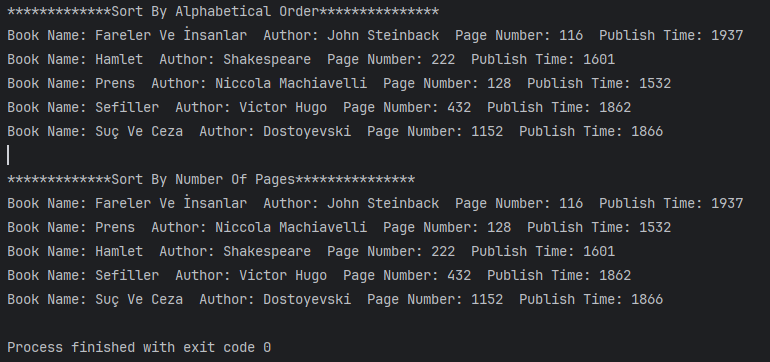 *************Sort By Alphabetical Order***************
Book Name: Fareler Ve İnsanlar  Author: John Steinback  Page Number: 116  Publish Time: 1937
Book Name: Hamlet  Author: Shakespeare  Page Number: 222  Publish Time: 1601
Book Name: Prens  Author: Niccola Machiavelli  Page Number: 128  Publish Time: 1532
Book Name: Sefiller  Author: Victor Hugo  Page Number: 432  Publish Time: 1862
Book Name: Suç Ve Ceza  Author: Dostoyevski  Page Number: 1152  Publish Time: 1866
*************Sort By Number Of Pages***************
Book Name: Fareler Ve İnsanlar  Author: John Steinback  Page Number: 116  Publish Time: 1937
Book Name: Prens  Author: Niccola Machiavelli  Page Number: 128  Publish Time: 1532
Book Name: Hamlet  Author: Shakespeare  Page Number: 222  Publish Time: 1601
Book Name: Sefiller  Author: Victor Hugo  Page Number: 432  Publish Time: 1862
Book Name: Suç Ve Ceza  Author: Dostoyevski  Page Number: 1152  Publish Time: 1866
Process finished with exit code 0